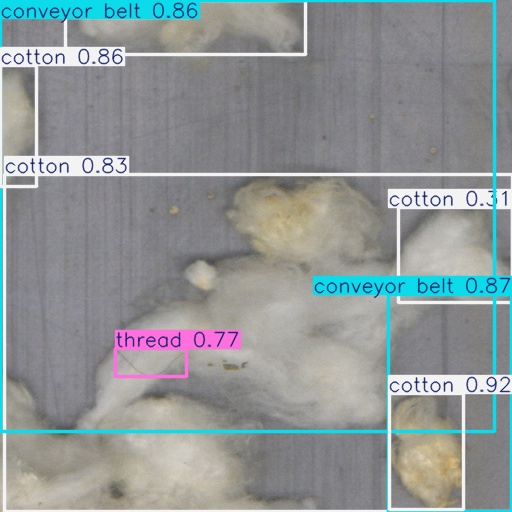 conveyor belt 0.86
cotton 0.86
cotton 0.83
cotton 0.31
conveyor belt 0.87
thread 0.77
cotton 0.92